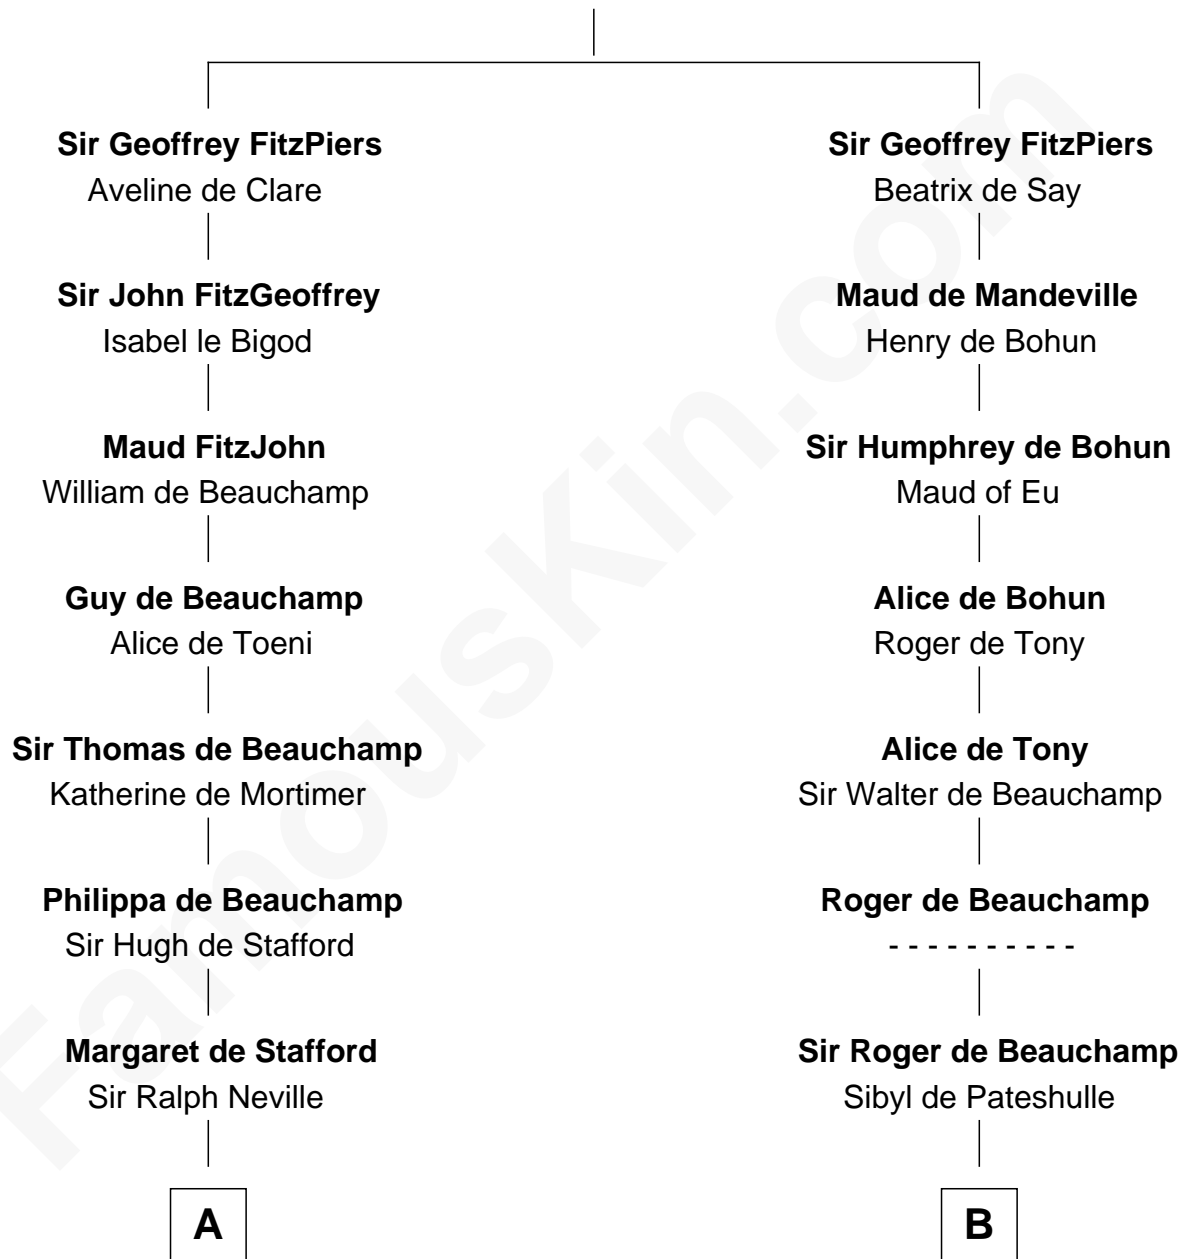 Sir Geoffrey FitzPiers
Aveline de Clare
Sir John FitzGeoffrey
Isabel le Bigod
Maud FitzJohn
William de Beauchamp
Guy de Beauchamp
Alice de Toeni
Sir Thomas de Beauchamp
Katherine de Mortimer
Philippa de Beauchamp
Sir Hugh de Stafford
Margaret de Stafford
Sir Ralph Neville
A
Sir Geoffrey FitzPiers
Beatrix de Say
Maud de Mandeville
Henry de Bohun
Sir Humphrey de Bohun
Maud of Eu
Alice de Bohun
Roger de Tony
Alice de Tony
Sir Walter de Beauchamp
Roger de Beauchamp
- - - - - - - - - -
Sir Roger de Beauchamp
Sibyl de Pateshulle
B
FamousKin.com